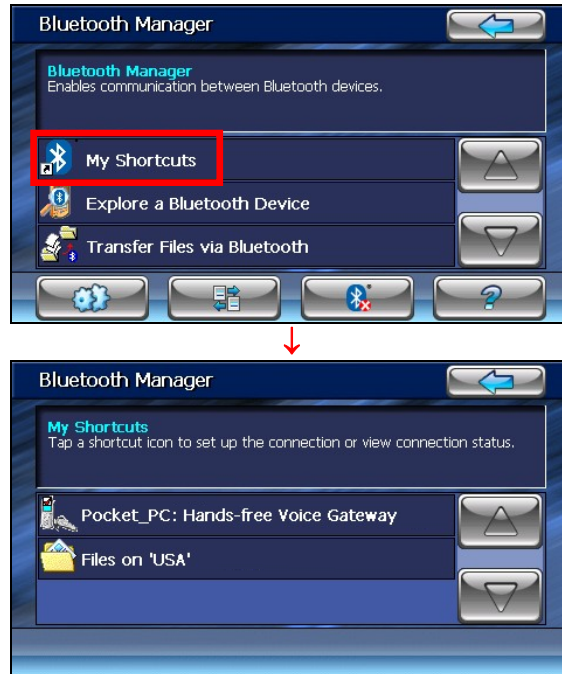 Bluetooth Manager
Bluetooth Manager
Enables communication between Bluetooth devices.
My Shortcuts
Explore a Bluetooth Device
Transfer Files via Bluetooth
?
↓
Bluetooth Manager
My Shortcuts
Tap a shortcut icon to set up the connection or view connection status.
Pocket_PC: Hands-free Voice Gateway
Files on 'USA'